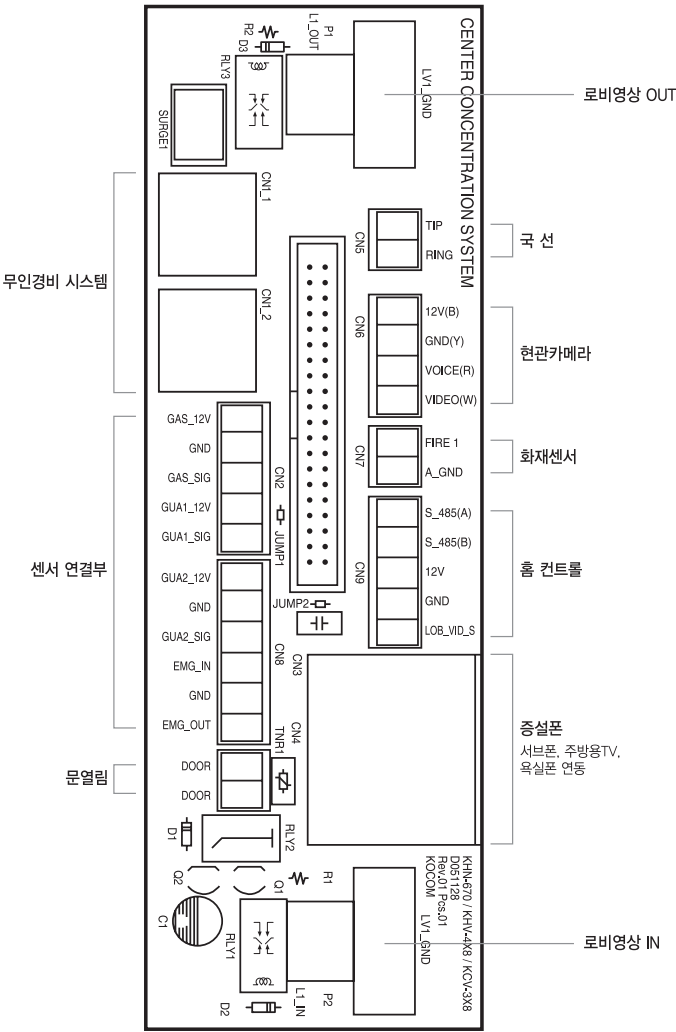 R2
D3
L1_OUT
P1
RLY3
LV1_GND
CENTER CONCENTRATION SYSTEM
로비영상 OUT
SURGE1
CN1_1
CN1_2
무인경비 시스템
CN5
TIP
RING
국 선
CN6
12V(B)
GND(Y)
VOICE(R)
VIDEO(W)
현관카메라
CN7
FIRE 1
A_GND
화재센서
CN9
S_485(A)
S_485(B)
12V
GND
LOB_VID_S
홈 컨트롤
GAS_12V
GND
GAS_SIG
GUA1_12V
GUA1_SIG
CN2
JUMP1
센서 연결부
GUA2_12V
GND
GUA2_SIG
EMG_IN
GND
EMG_OUT
CN8
JUMP2
CN3
CN4
TNR1
증설폰
서브폰, 주방용TV,
욕실폰 연동
문열림
DOOR
DOOR
D1
RLY2
Q2
Q1
R1
C1
RLY1
D2
L1_IN
P2
LV1_GND
KHN-670 / KHV-4X8 / KCV-3X8
D051128
Rev.01 Pcs.01
KOCOM
로비영상 IN